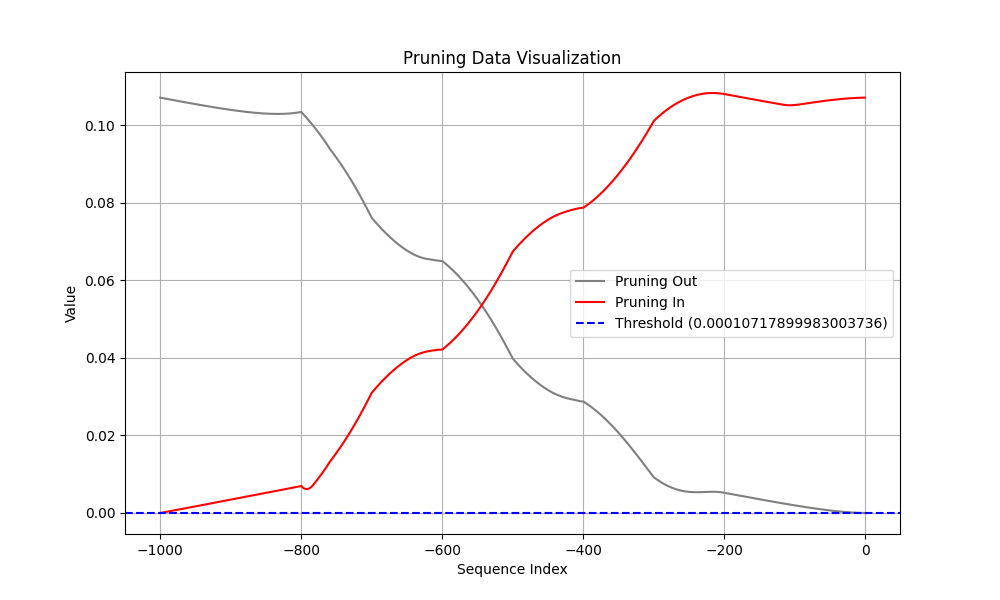 Pruning Data Visualization
Value
0.10
0.08
0.06
0.04
0.02
0.00
Pruning Out
Pruning In
Threshold (0.00010717899983003736)
−1000
−800
−600
−400
−200
0
Sequence Index